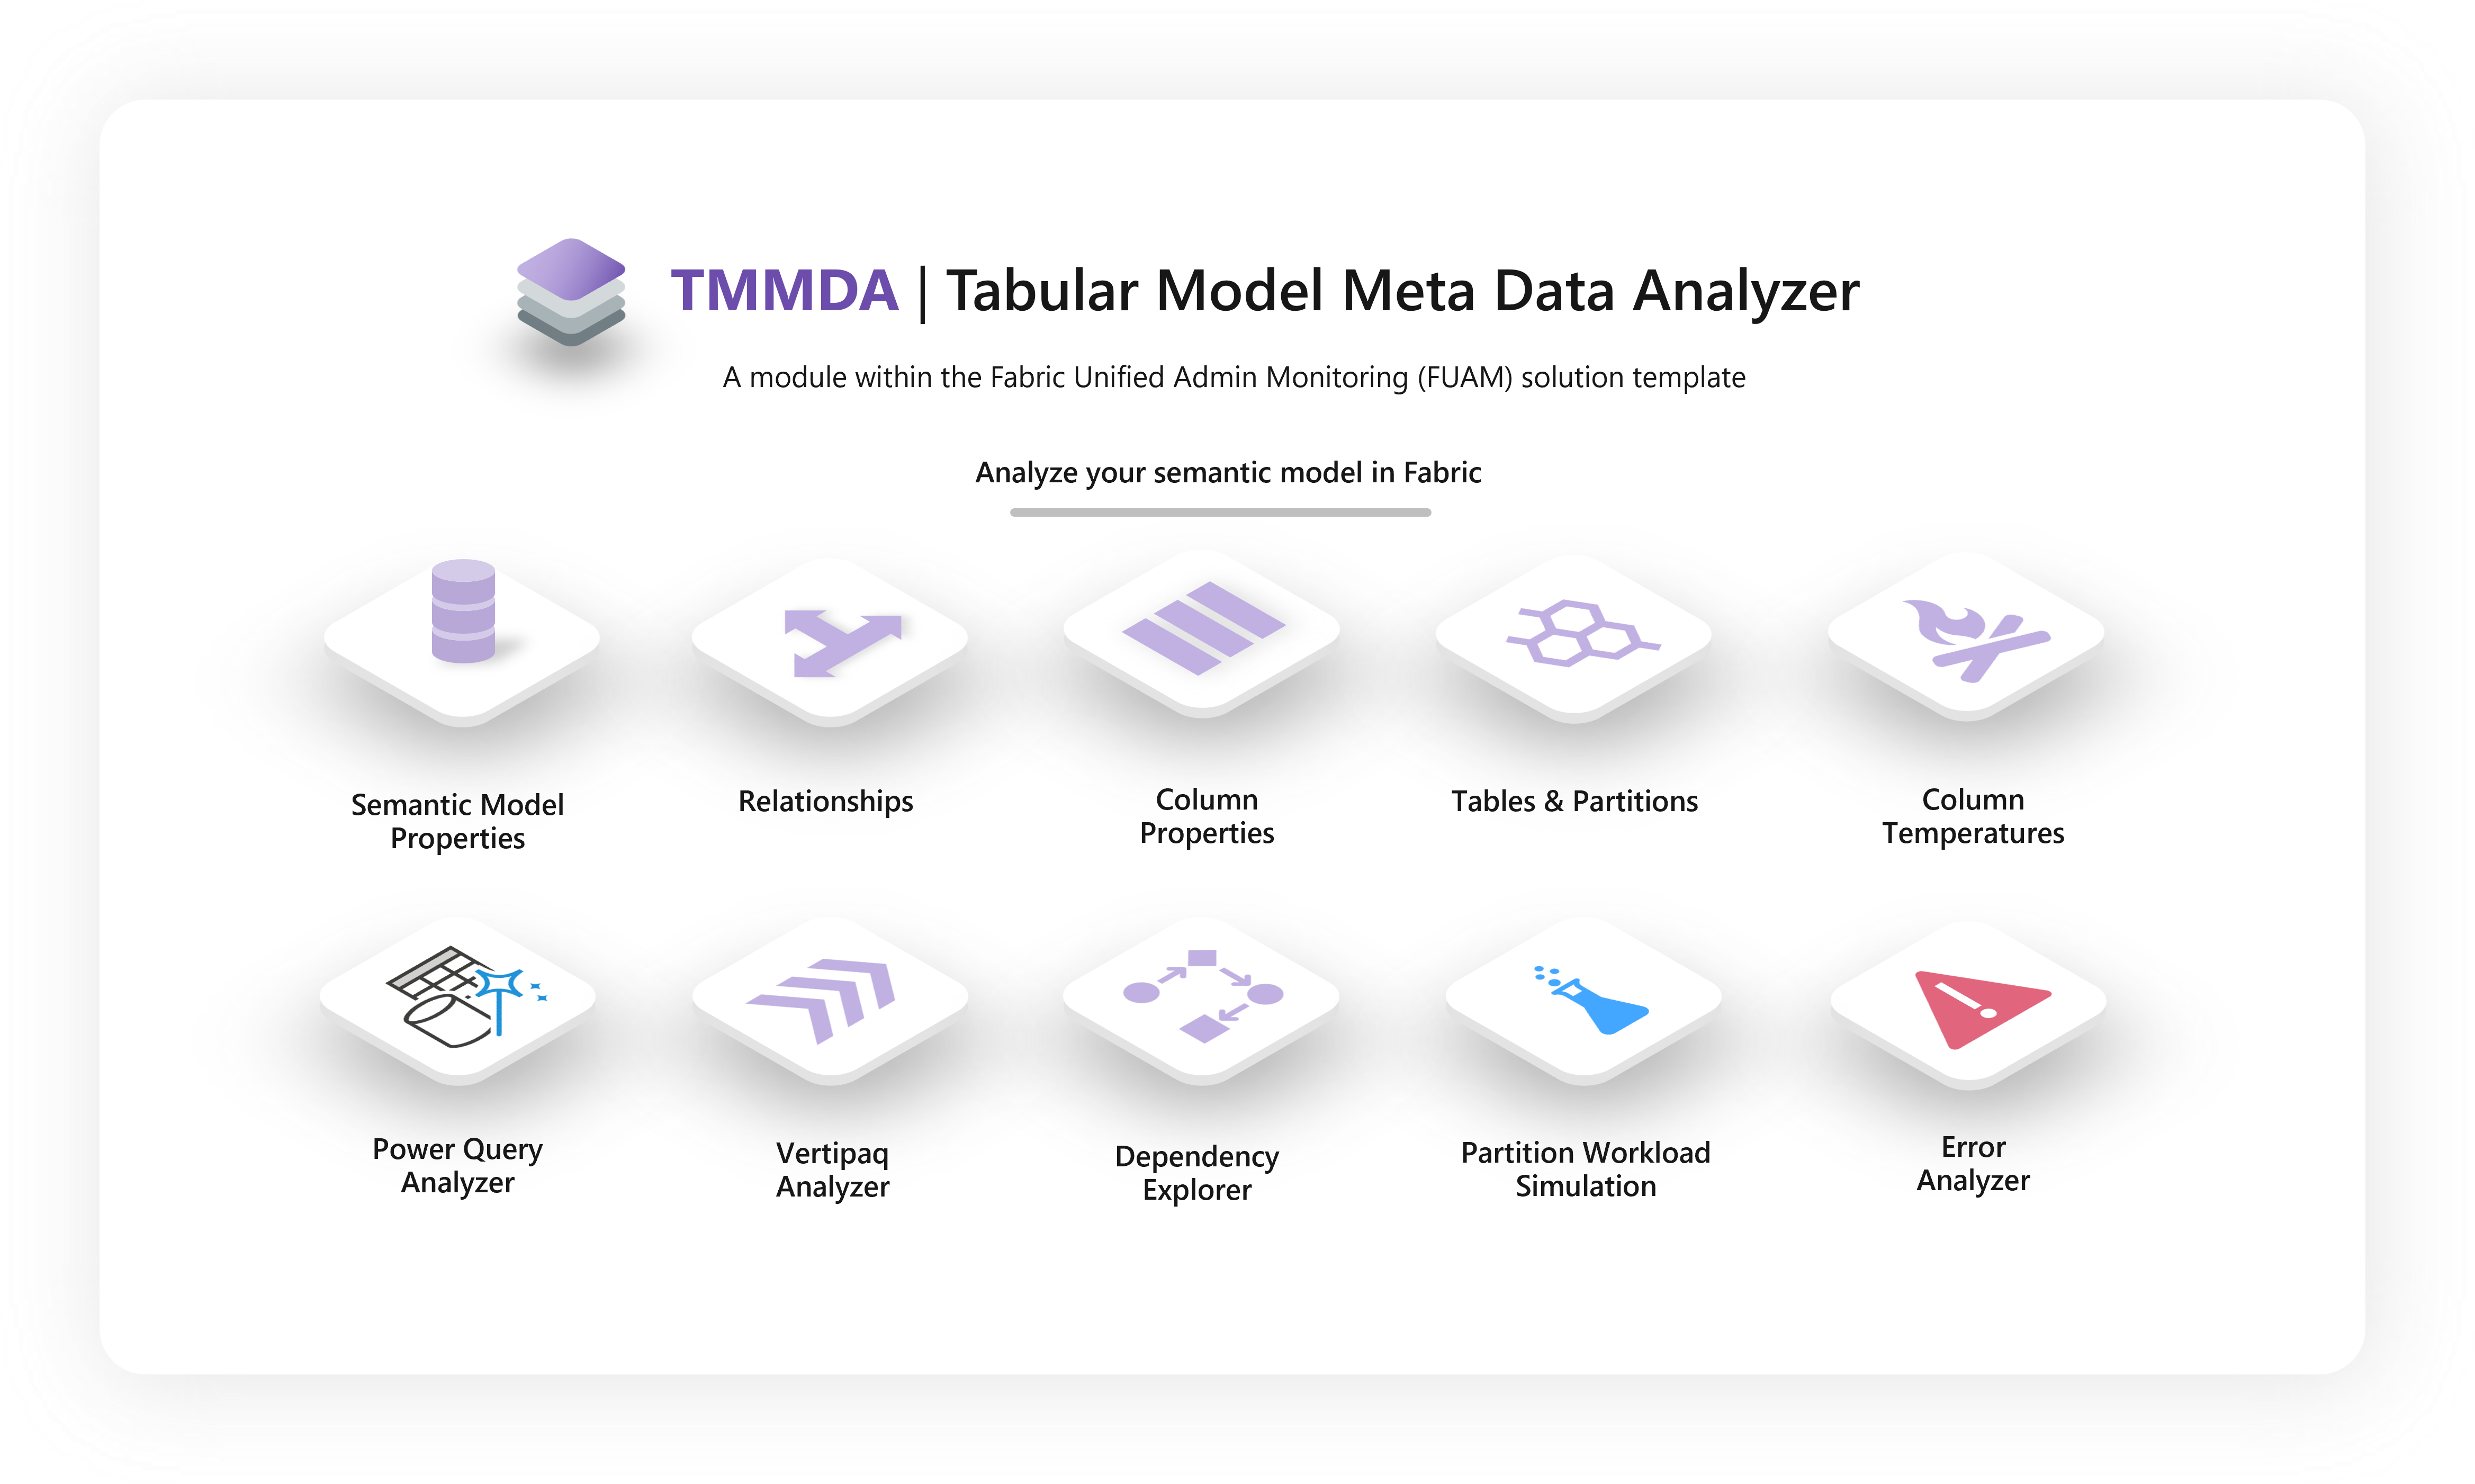 TMMDA | Tabular Model Meta Data Analyzer
A module within the Fabric Unified Admin Monitoring (FUAM) solution template
Analyze your semantic model in Fabric
Semantic Model
Properties
Relationships
Column
Properties
Tables & Partitions
Column
Temperatures
Power Query
Analyzer
Vertipaq
Analyzer
Dependency
Explorer
Partition Workload
Simulation
Error
Analyzer